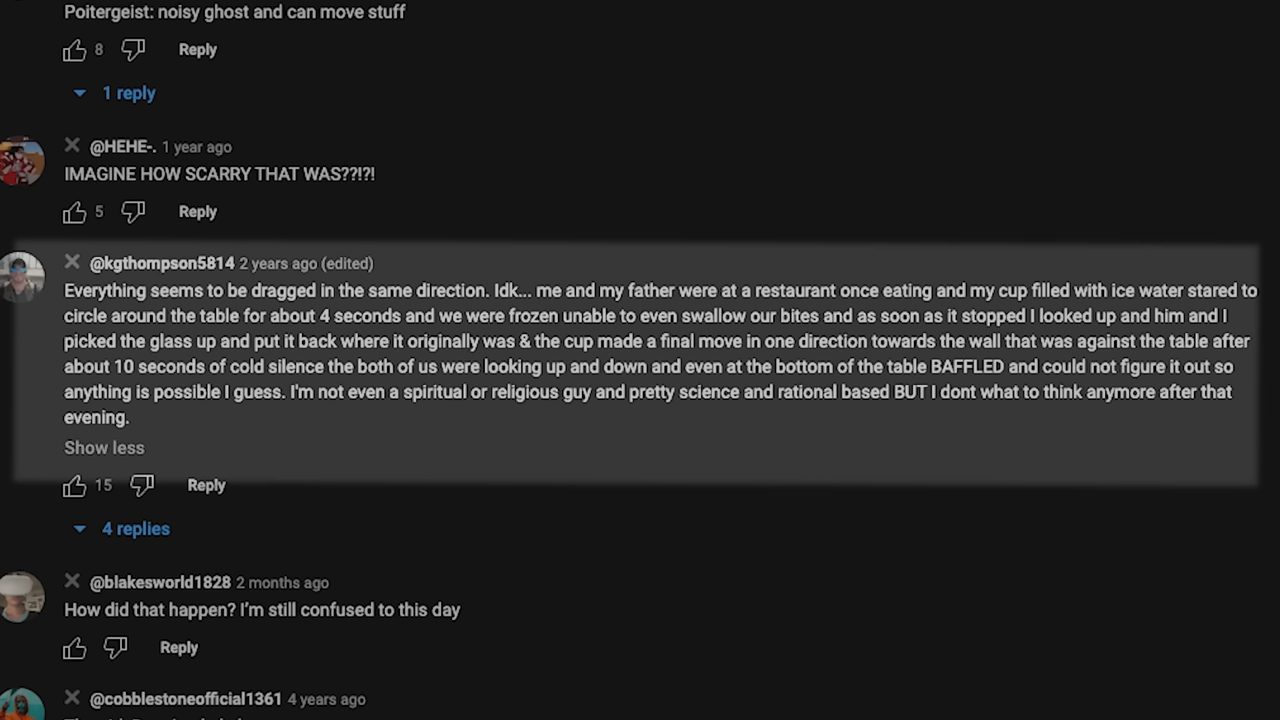 Poitergeist: noisy ghost and can move stuff
8 Reply
1 reply
@HEHE-. 1 year ago
IMAGINE HOW SCARRY THAT WAS??!?!
5 Reply
@kgthompson5814 2 years ago (edited)
Everything seems to be dragged in the same direction. Idk... me and my father were at a restaurant once eating and my cup filled with ice water stared to
circle around the table for about 4 seconds and we were frozen unable to even swallow our bites and as soon as it stopped I looked up and him and I
picked the glass up and put it back where it originally was & the cup made a final move in one direction towards the wall that was against the table after
about 10 seconds of cold silence the both of us were looking up and down and even at the bottom of the table BAFFLED and could not figure it out so
anything is possible I guess. I'm not even a spiritual or religious guy and pretty science and rational based BUT I dont what to think anymore after that
evening.
Show less
15 Reply
4 replies
@blakesworld1828 2 months ago
How did that happen? I'm still confused to this day
Reply
@cobblestoneofficial1361 4 years ago